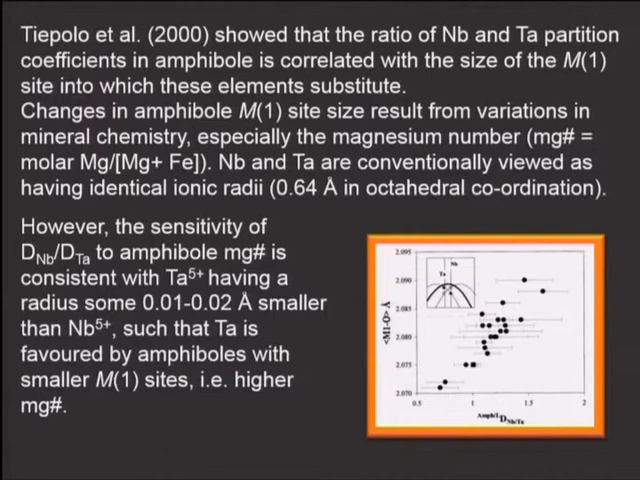 Tiepolo et al. (2000) showed that the ratio of Nb and Ta partition
coefficients in amphibole is correlated with the size of the M(1)
site into which these elements substitute.
Changes in amphibole M(1) site size result from variations in
mineral chemistry, especially the magnesium number (mg# =
molar Mg/[Mg+ Fe]). Nb and Ta are conventionally viewed as
having identical ionic radii (0.64 Å in octahedral co-ordination).
However, the sensitivity of
D_Nb/D_Ta to amphibole mg# is
consistent with Ta⁵⁺ having a
radius some 0.01-0.02 Å smaller
than Nb⁵⁺, such that Ta is
favoured by amphiboles with
smaller M(1) sites, i.e. higher
mg#.
2.095
2.090
2.085
2.080
2.075
2.070
<M1-O> Å
Nb
Ta
0.5
1
1.5
2
Amph/L D_Nb/Ta